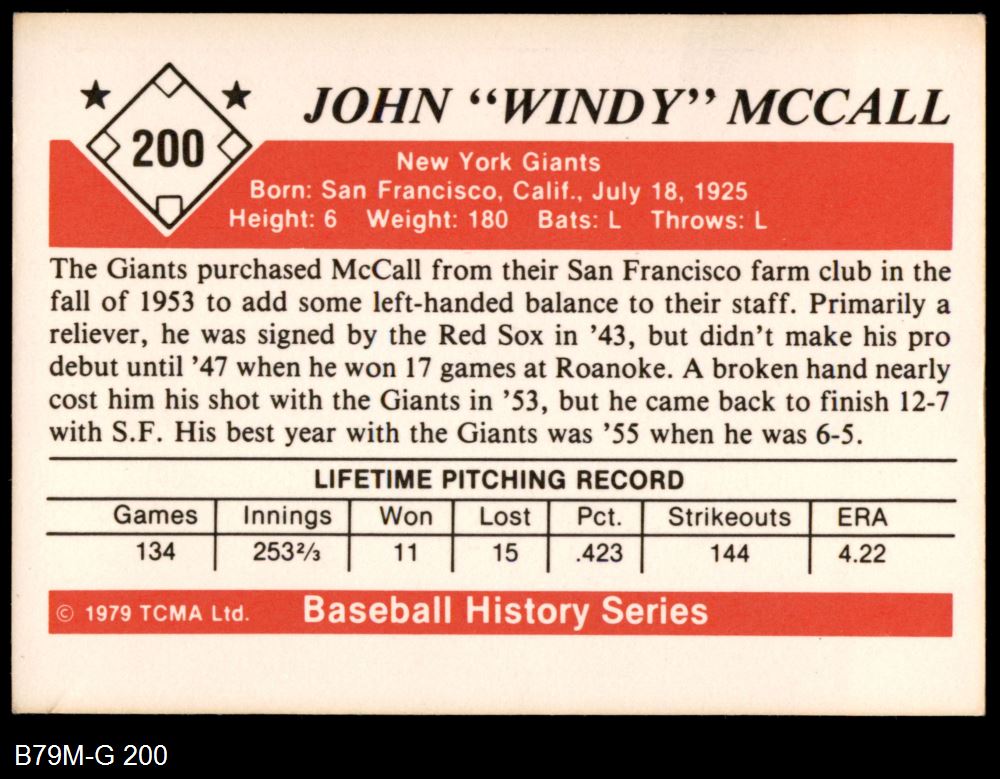 200
JOHN “WINDY” MCCALL
New York Giants
Born: San Francisco, Calif., July 18, 1925
Height: 6 Weight: 180 Bats: L Throws: L
The Giants purchased McCall from their San Francisco farm club in the
fall of 1953 to add some left-handed balance to their staff. Primarily a
reliever, he was signed by the Red Sox in ’43, but didn’t make his pro
debut until ’47 when he won 17 games at Roanoke. A broken hand nearly
cost him his shot with the Giants in ’53, but he came back to finish 12-7
with S.F. His best year with the Giants was ’55 when he was 6-5.
LIFETIME PITCHING RECORD
Games Innings Won Lost Pct. Strikeouts ERA
134 253⅔ 11 15 .423 144 4.22
© 1979 TCMA Ltd. Baseball History Series
B79M-G 200